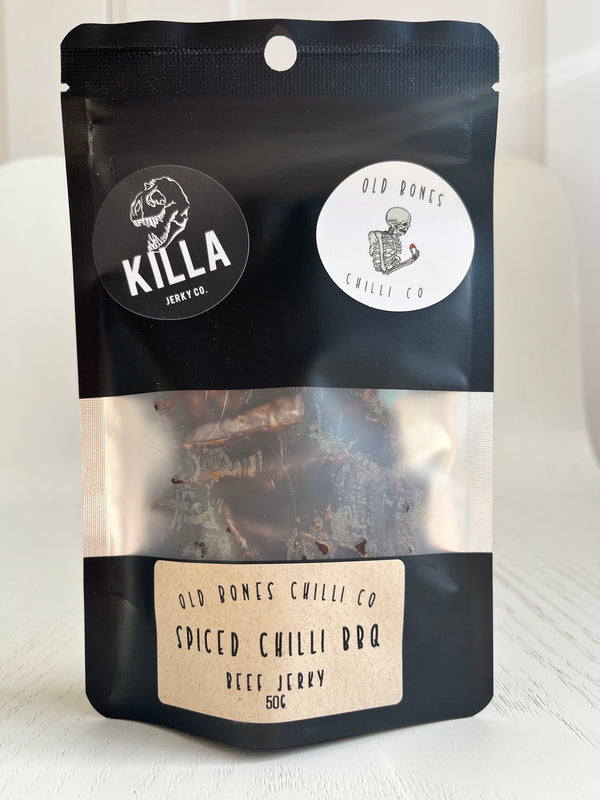 KILLA
JERKY CO.
OLD BONES
CHILLI CO
OLD BONES CHILLI CO
SPICED CHILLI BBQ
BEEF JERKY
50G